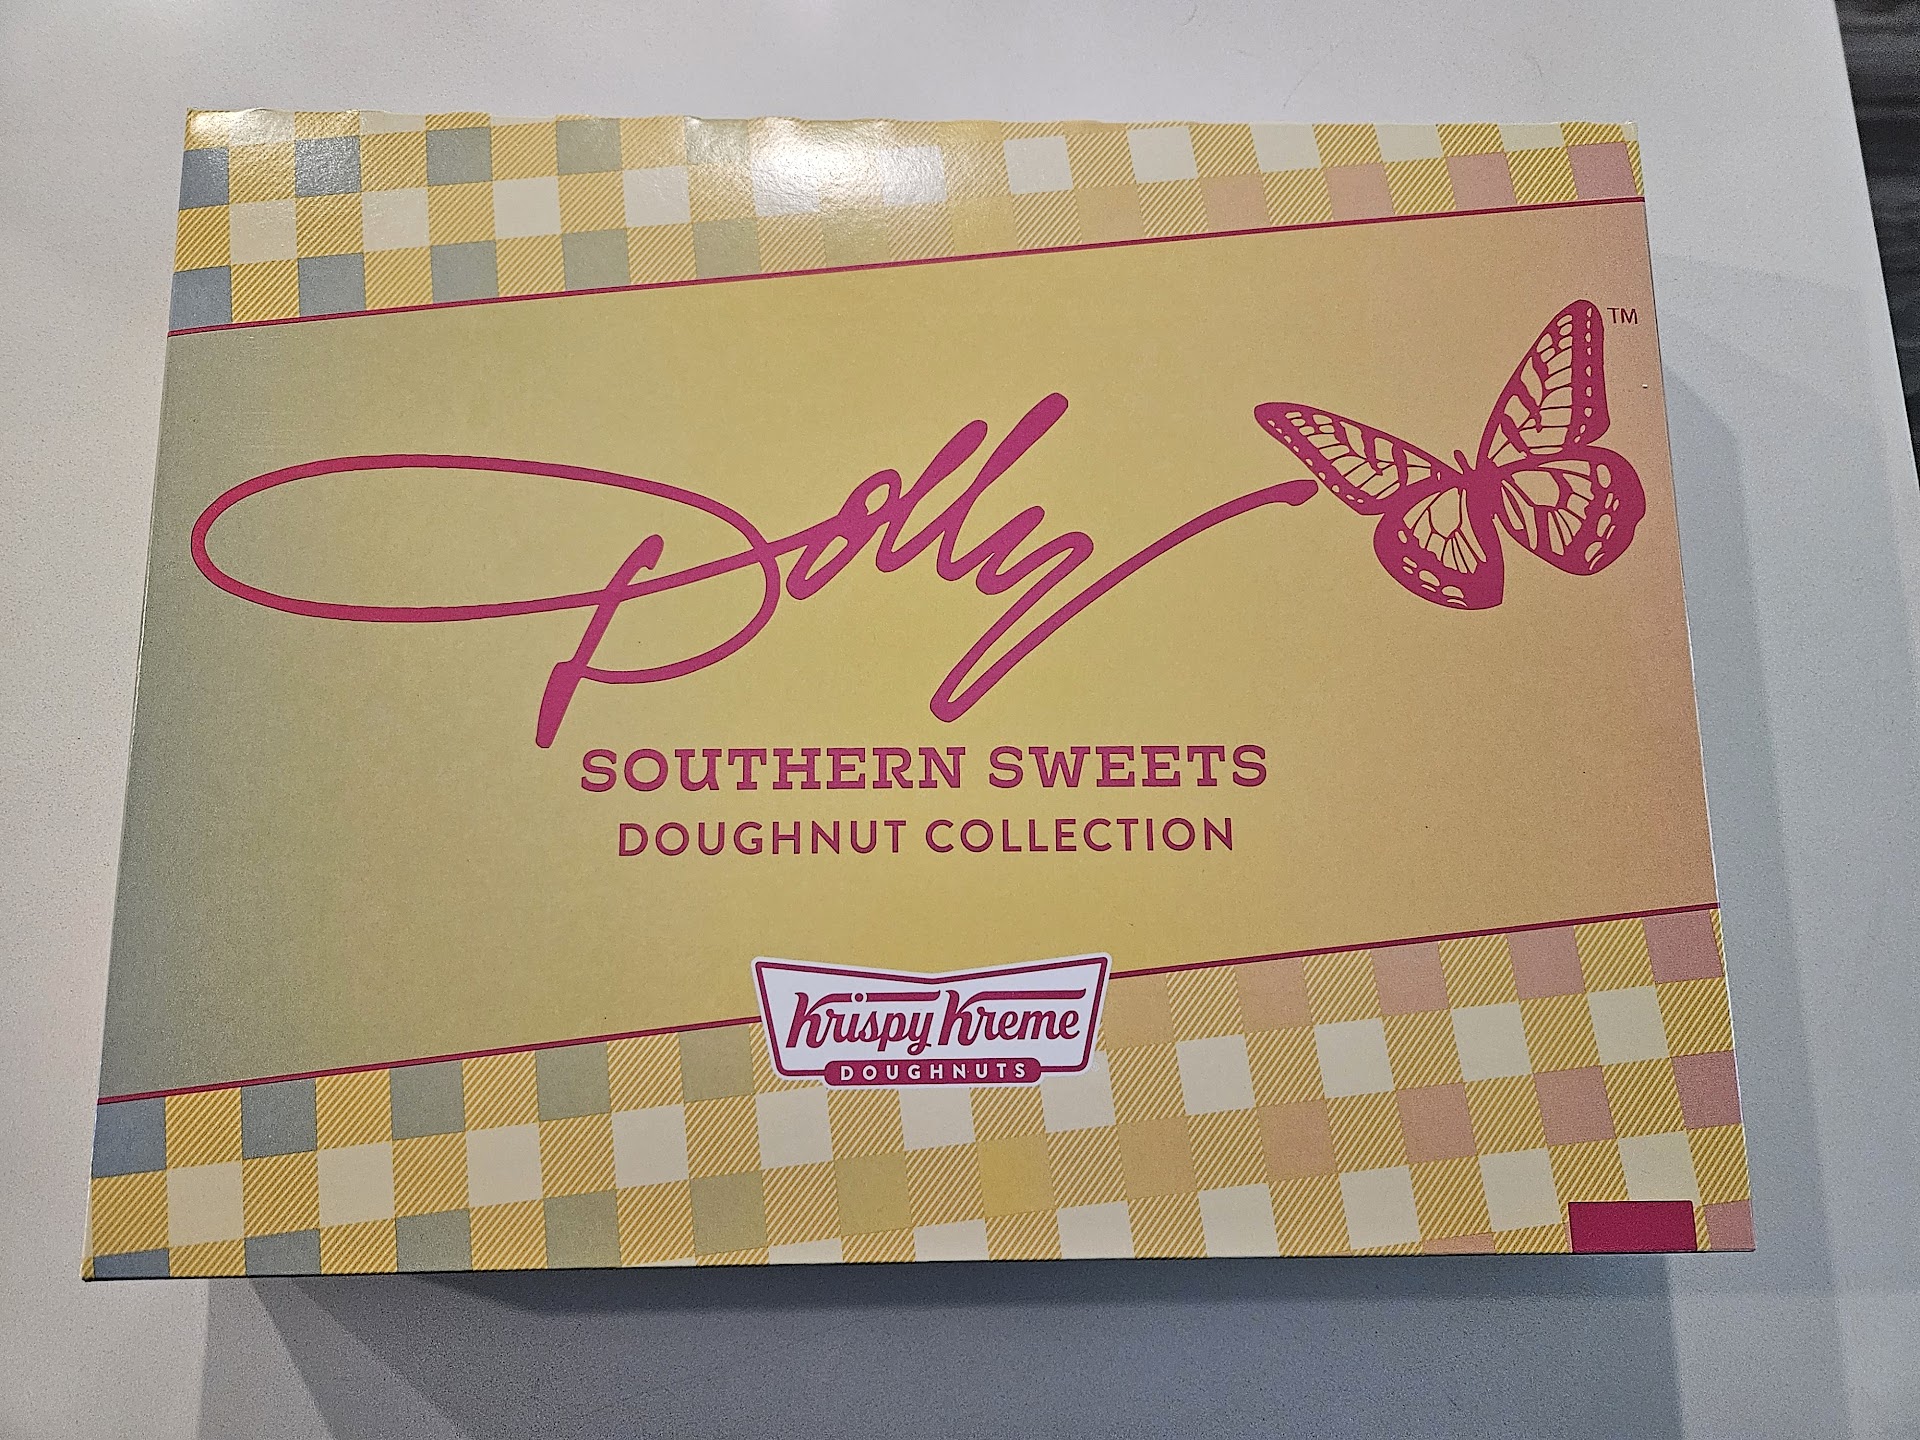 Dolly
TM
SOUTHERN SWEETS
DOUGHNUT COLLECTION
Krispy Kreme
DOUGHNUTS